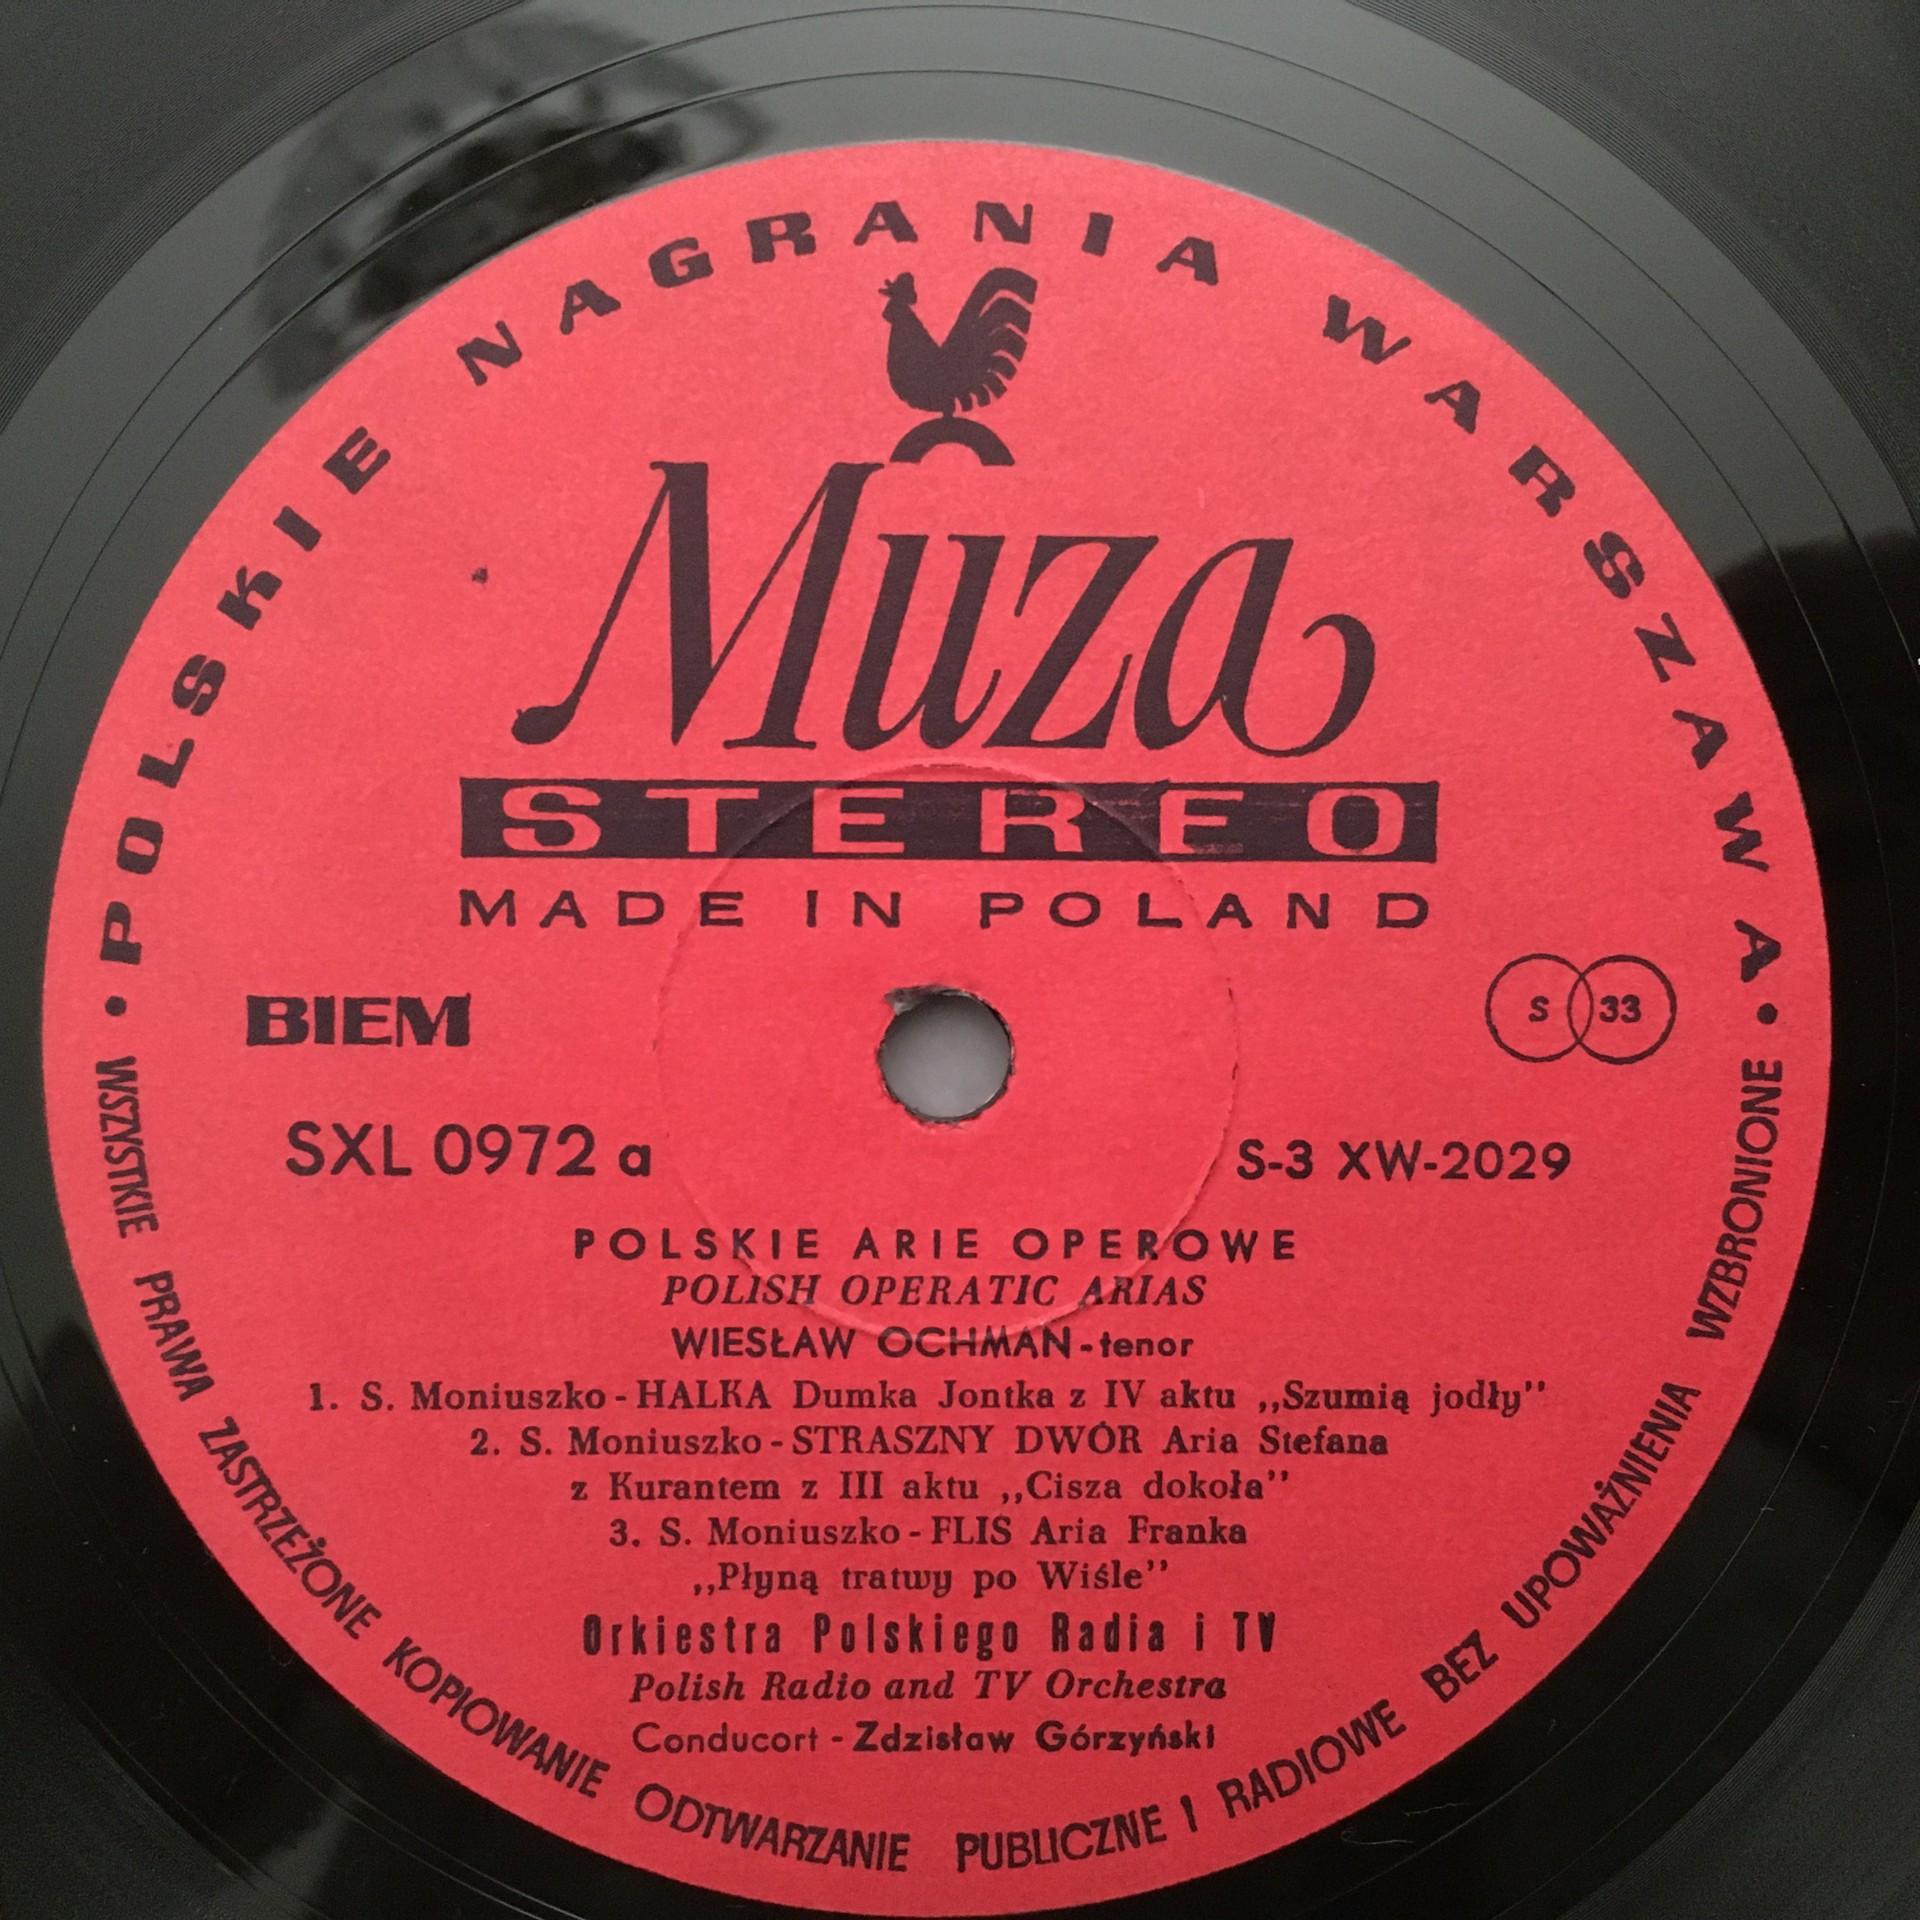 POLSKIE NAGRANIA WARSZAWA
Muza
STEREO
MADE IN POLAND
BIEM
S 33
SXL 0972 a
S-3 XW-2029
POLSKIE ARIE OPEROWE
POLISH OPERATIC ARIAS
WIESŁAW OCHMAN - tenor
1. S. Moniuszko - HALKA Dumka Jontka z IV aktu „Szumią jodły”
2. S. Moniuszko - STRASZNY DWÓR Aria Stefana
z Kurantem z III aktu „Cisza dokoła”
3. S. Moniuszko - FLIS Aria Franka
„Płyną tratwy po Wiśle”
Orkiestra Polskiego Radia i TV
Polish Radio and TV Orchestra
Conducort - Zdzisław Górzyński
• WSZYSTKIE PRAWA ZASTRZEŻONE KOPIOWANIE ODTWARZANIE PUBLICZNE I RADIOWE BEZ UPOWAŻNIENIA WZBRONIONE •